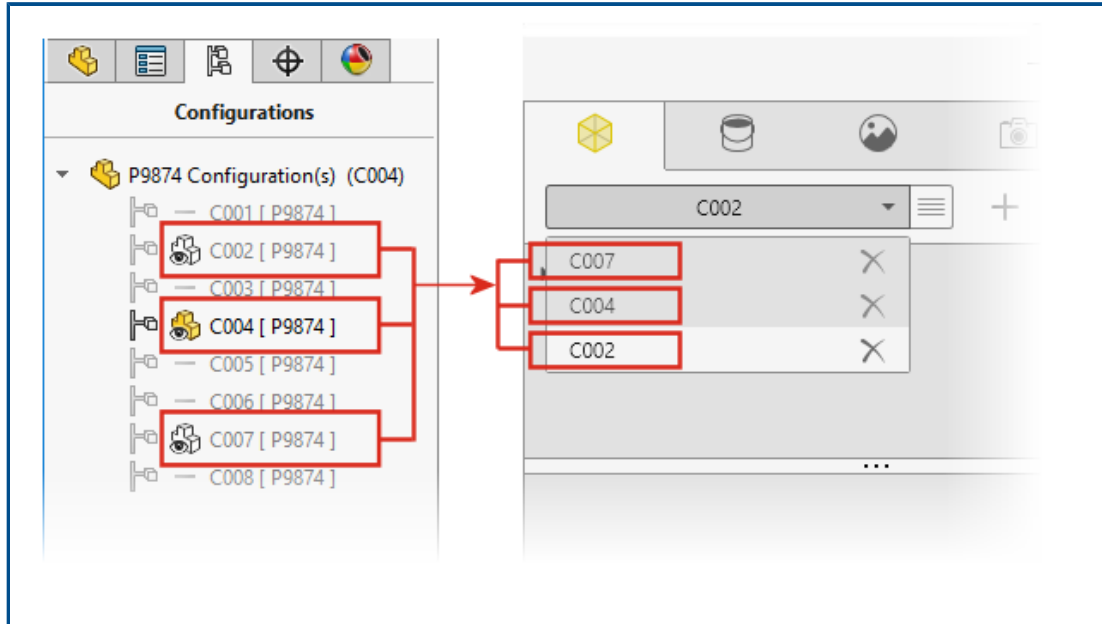 Configurations
P9874 Configuration(s) (C004)
C001 [ P9874 ]
C002 [ P9874 ]
C003 [ P9874 ]
C004 [ P9874 ]
C005 [ P9874 ]
C006 [ P9874 ]
C007 [ P9874 ]
C008 [ P9874 ]
C002
C007
C004
C002